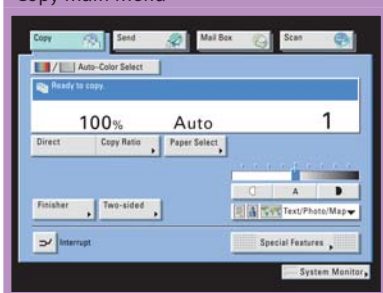 Copy main menu
Copy Send Mail Box Scan
Auto-Color Select
Ready to copy.
100% Auto 1
Direct Copy Ratio Paper Select
A
Finisher Two-sided Text/Photo/Map
Interrupt Special Features
System Monitor